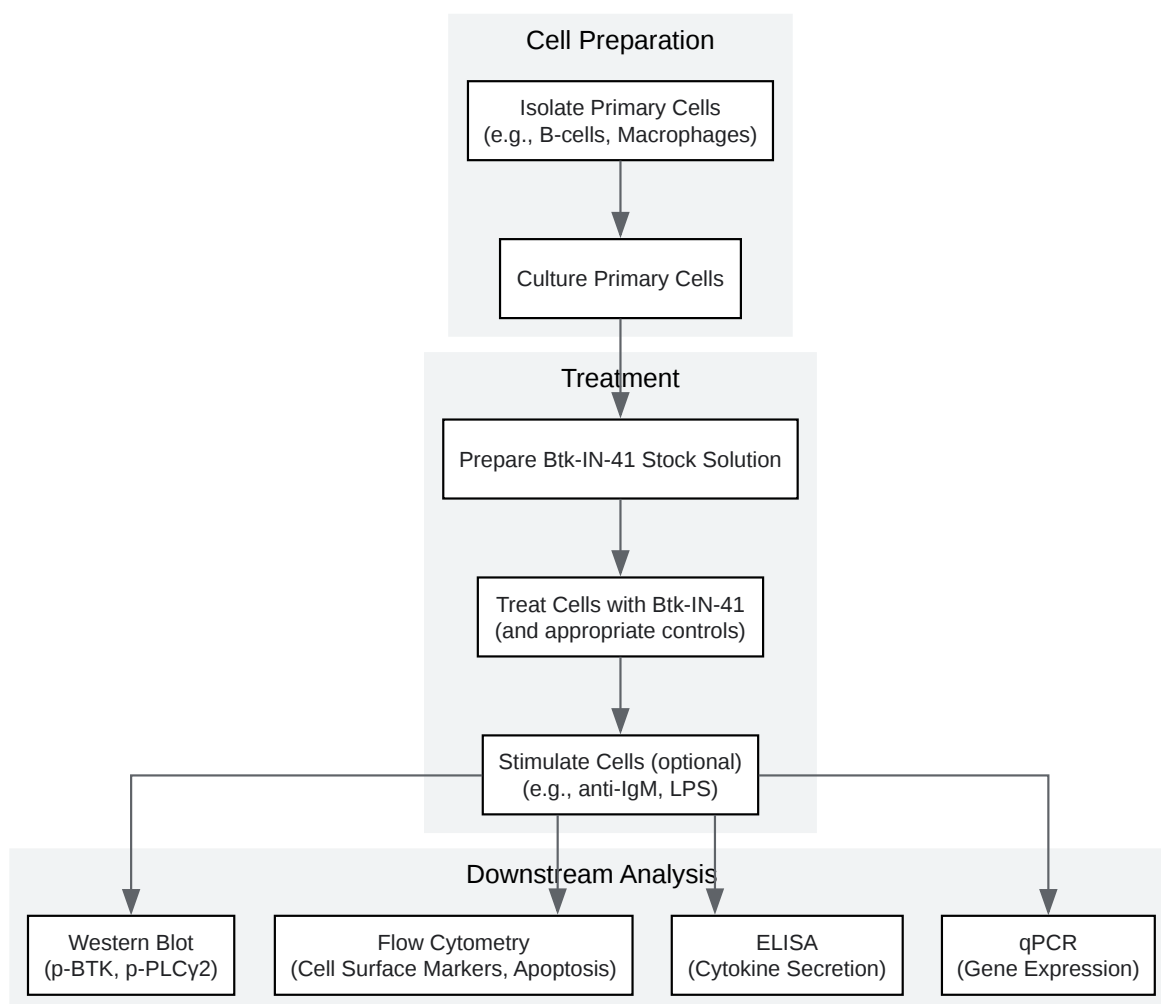 Cell Preparation
Isolate Primary Cells
(e.g., B-cells, Macrophages)
Culture Primary Cells
Treatment
Prepare Btk-IN-41 Stock Solution
Treat Cells with Btk-IN-41
(and appropriate controls)
Stimulate Cells (optional)
(e.g., anti-IgM, LPS)
Downstream Analysis
Western Blot
(p-BTK, p-PLCγ2)
Flow Cytometry
(Cell Surface Markers, Apoptosis)
ELISA
(Cytokine Secretion)
qPCR
(Gene Expression)